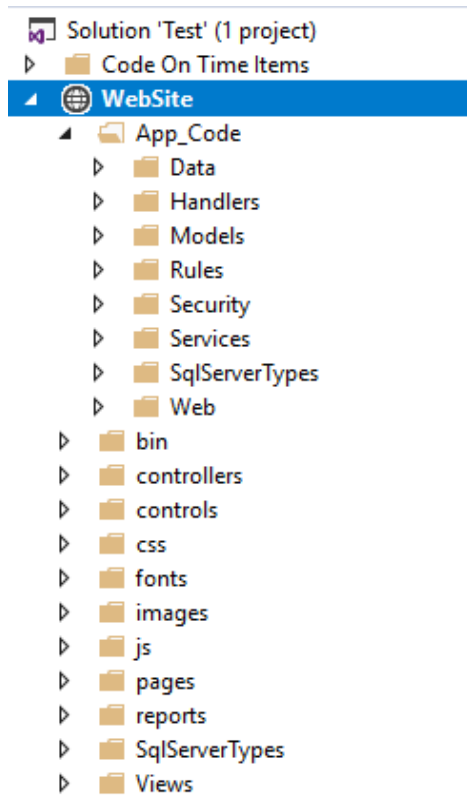 Solution 'Test' (1 project)
Code On Time Items
WebSite
App_Code
Data
Handlers
Models
Rules
Security
Services
SqlServerTypes
Web
bin
controllers
controls
css
fonts
images
js
pages
reports
SqlServerTypes
Views